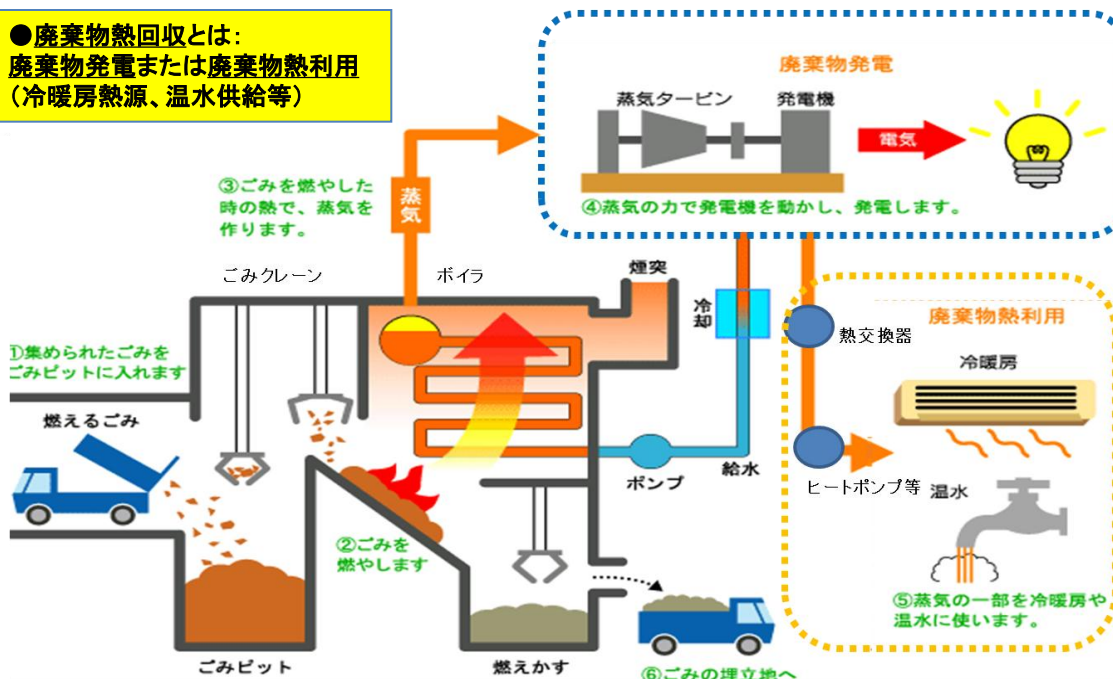 ●廃棄物熱回収とは：
廃棄物発電または廃棄物熱利用
（冷暖房熱源、温水供給等）
廃棄物発電
蒸気タービン
発電機
電気
④蒸気の力で発電機を動かし、発電します。
③ごみを燃やした
時の熱で、蒸気を
作ります。
蒸気
ごみクレーン
ボイラ
煙突
冷却
熱交換器
廃棄物熱利用
冷暖房
①集められたごみを
ごみピットに入れます
燃えるごみ
ポンプ
給水
ヒートポンプ等
温水
②ごみを
燃やします
⑤蒸気の一部を冷暖房や
温水に使います。
ごみピット
燃えかす
⑥ごみの埋立地へ